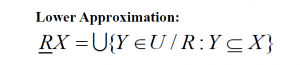 Lower Approximation:
R̲X = ⋃{Y ∈ U / R : Y ⊆ X}